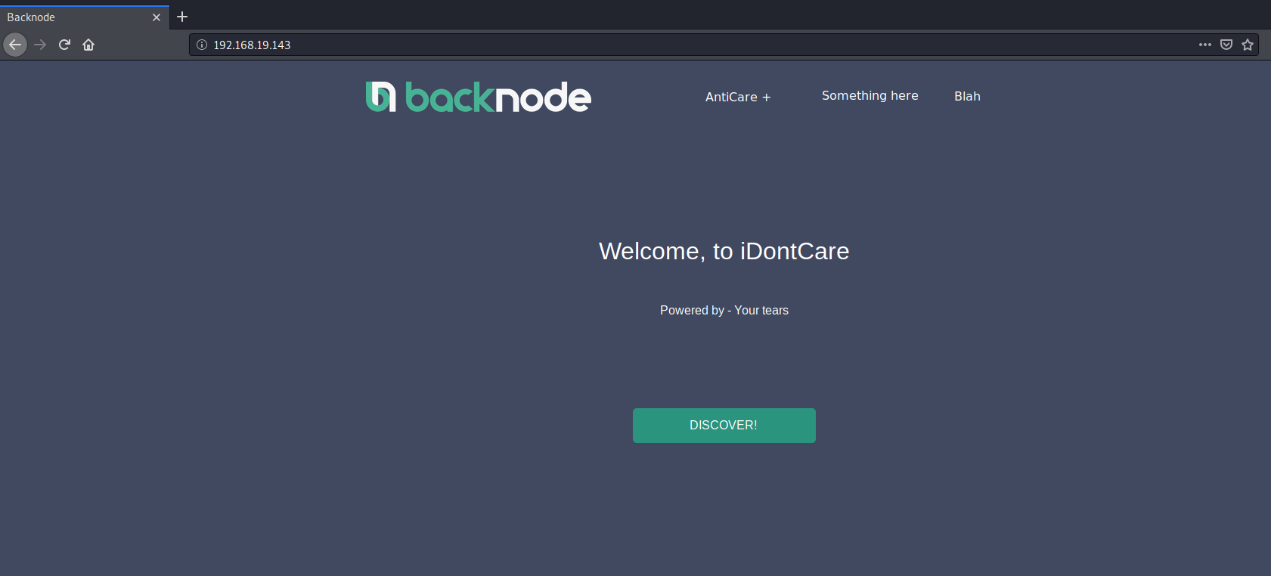 Backnode
192.168.19.143
backnode AntiCare + Something here Blah
Welcome, to iDontCare
Powered by - Your tears
DISCOVER!